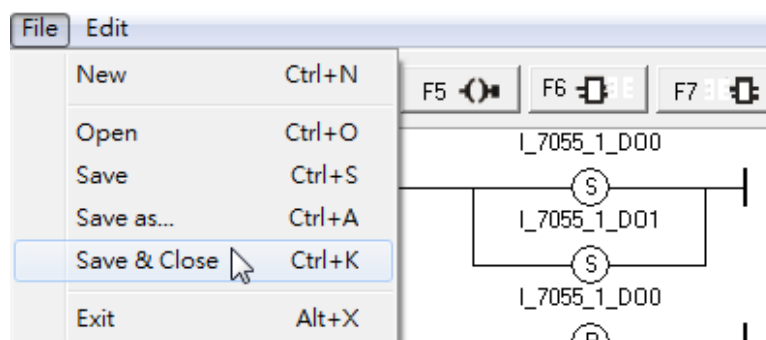 File Edit
New Ctrl+N
Open Ctrl+O
Save Ctrl+S
Save as... Ctrl+A
Save & Close Ctrl+K
Exit Alt+X
F5 F6 F7
I_7055_1_DO0
S
I_7055_1_DO1
S
I_7055_1_DO0
R